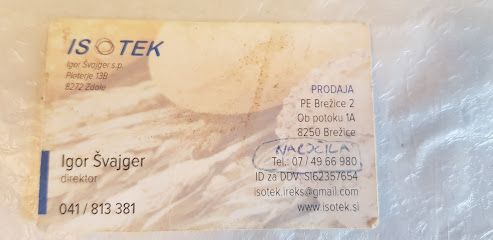 ISOTEK
Igor Švajger s.p.
Pleterje 13B
8272 Zdole
Igor Švajger
direktor
041 / 813 381
PRODAJA
PE Brežice 2
Ob potoku 1A
8250 Brežice
NAROČILA
Tel.: 07 / 49 66 980
ID za DDV: SI62357654
isotek.ireks@gmail.com
www.isotek.si